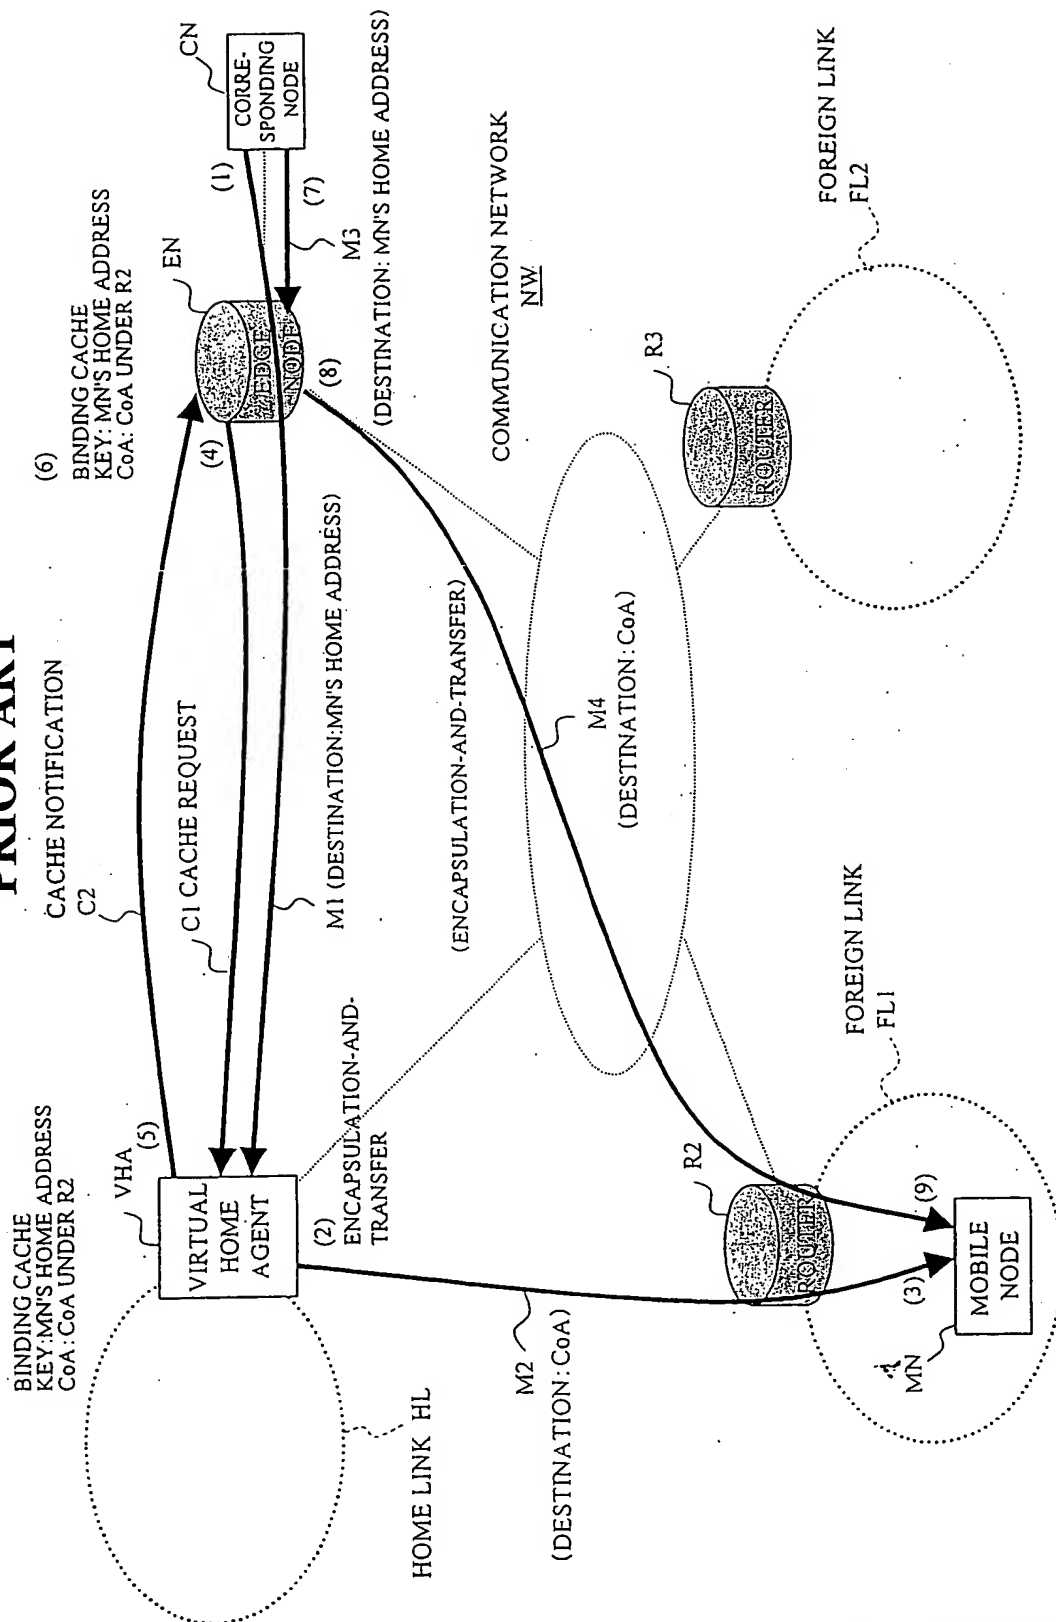 PRIOR ART
BINDING CACHE
KEY:MN'S HOME ADDRESS
CoA : CoA UNDER R2
VHA
(5)
VIRTUAL
HOME
AGENT
(2)
ENCAPSULATION-AND-
TRANSFER
CACHE NOTIFICATION
C2
C1 CACHE REQUEST
M1 (DESTINATION:MN'S HOME ADDRESS)
(6)
BINDING CACHE
KEY: MN'S HOME ADDRESS
CoA: CoA UNDER R2
EN
(4)
EDGE
NODE
(8)
(1)
(7)
CN
CORRE-
SPONDING
NODE
M3
(DESTINATION: MN'S HOME ADDRESS)
HOME LINK HL
M2
(DESTINATION:CoA)
(ENCAPSULATION-AND-TRANSFER)
M4
(DESTINATION:CoA)
COMMUNICATION NETWORK
NW
R2
ROUTER
R3
ROUTER
FOREIGN LINK
FL1
FOREIGN LINK
FL2
(3)
(9)
MN
MOBILE
NODE